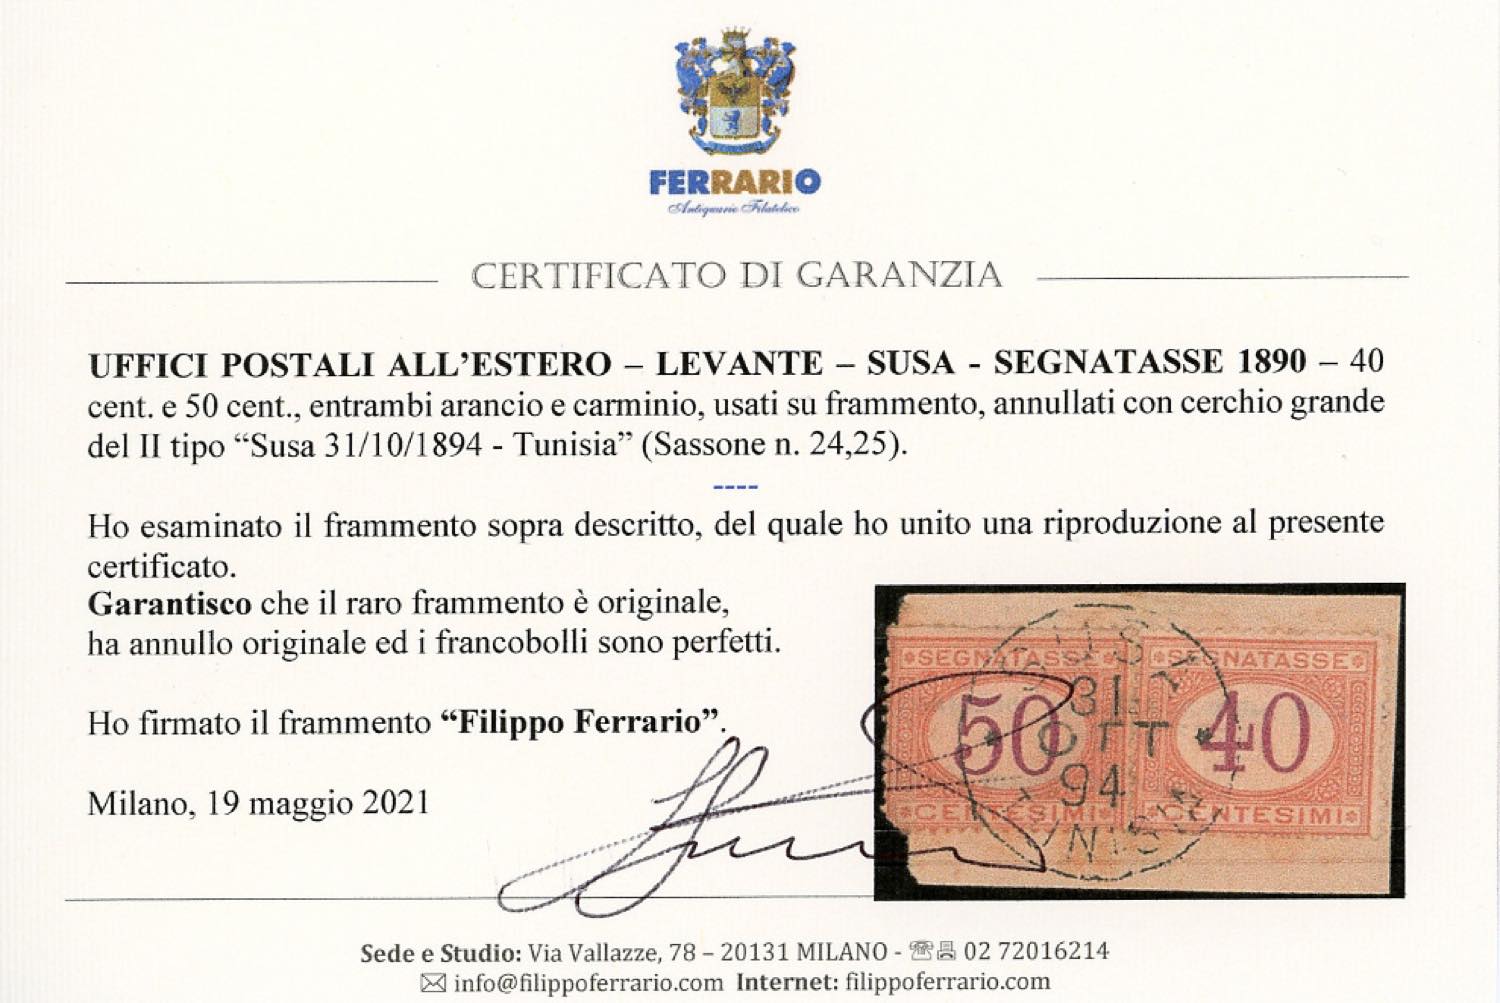 FERRARIO
Antiquario Filatelico
CERTIFICATO DI GARANZIA
UFFICI POSTALI ALL’ESTERO – LEVANTE – SUSA - SEGNATASSE 1890 – 40
cent. e 50 cent., entrambi arancio e carminio, usati su frammento, annullati con cerchio grande
del II tipo “Susa 31/10/1894 - Tunisia” (Sassone n. 24,25).
----
Ho esaminato il frammento sopra descritto, del quale ho unito una riproduzione al presente
certificato.
Garantisco che il raro frammento è originale,
ha annullo originale ed i francobolli sono perfetti.
Ho firmato il frammento “Filippo Ferrario”.
Milano, 19 maggio 2021
*SEGNATASSE* *SEGNATASSE*
50 40
*CENTESIMI* *CENTESIMI*
SUSA
31
OTT
94
TUNISIA
Sede e Studio: Via Vallazze, 78 – 20131 MILANO - 02 72016214
info@filippoferrario.com Internet: filippoferrario.com